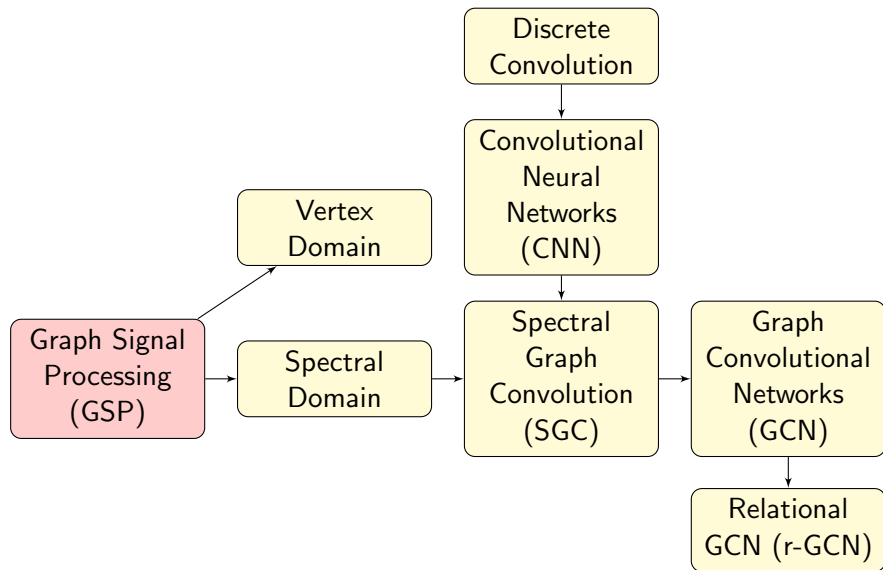 Discrete
Convolution
Convolutional
Neural
Networks
(CNN)
Vertex
Domain
Graph Signal
Processing
(GSP)
Spectral
Domain
Spectral
Graph
Convolution
(SGC)
Graph
Convolutional
Networks
(GCN)
Relational
GCN (r-GCN)